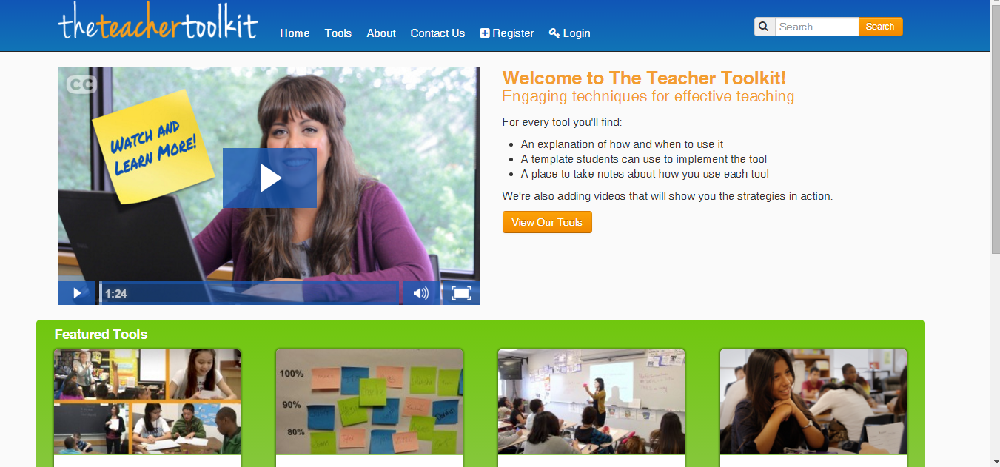 theteachertoolkit
Home Tools About Contact Us Register Login
Search... Search
CC
WATCH AND
LEARN MORE!
1:24
Welcome to The Teacher Toolkit!
Engaging techniques for effective teaching
For every tool you'll find:
An explanation of how and when to use it
A template students can use to implement the tool
A place to take notes about how you use each tool
We're also adding videos that will show you the strategies in action.
View Our Tools
Featured Tools
100%
90%
80%